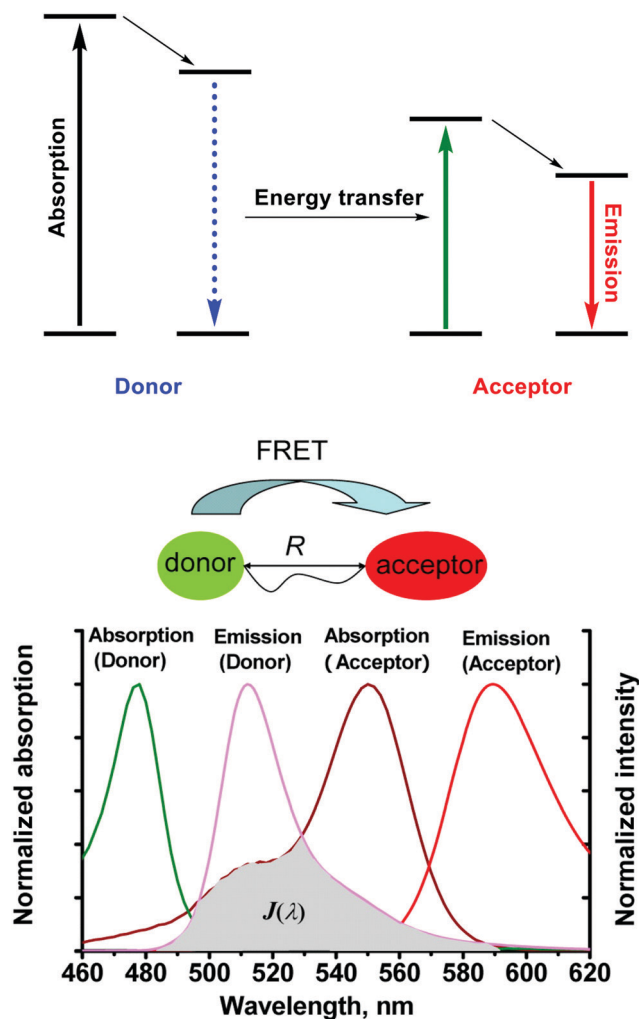 Absorption
Energy transfer
Emission
Donor
Acceptor
FRET
donor
R
acceptor
Absorption
(Donor)
Emission
(Donor)
Absorption
(Acceptor)
Emission
(Acceptor)
Normalized absorption
Normalized intensity
J(λ)
460 480 500 520 540 560 580 600 620
Wavelength, nm